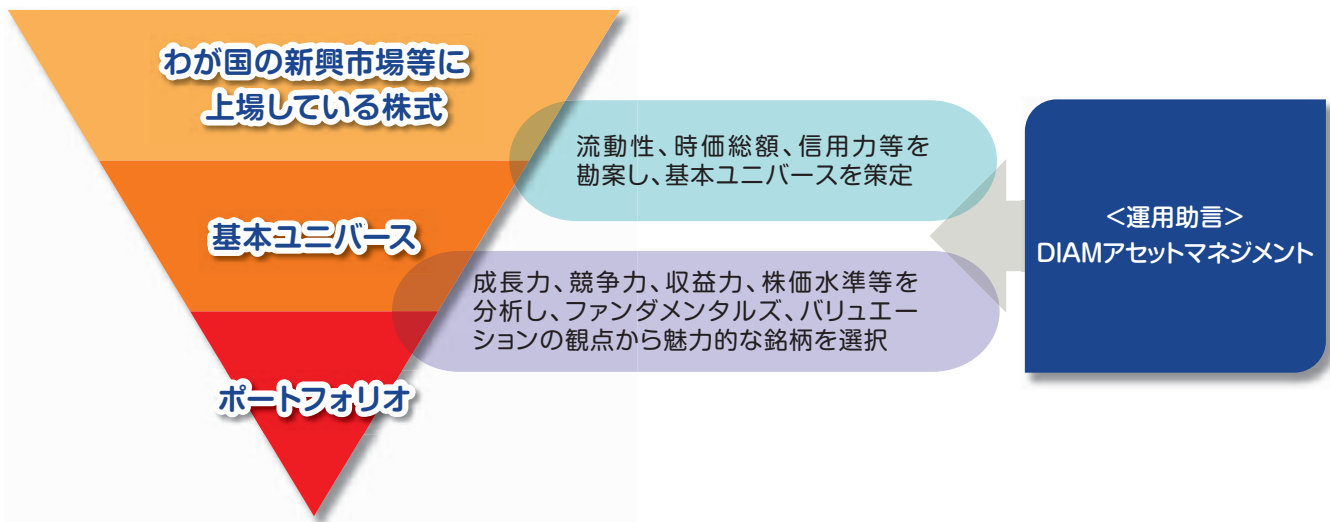 わが国の新興市場等に
上場している株式
流動性、時価総額、信用力等を
勘案し、基本ユニバースを策定
<運用助言>
DIAMアセットマネジメント
基本ユニバース
成長力、競争力、収益力、株価水準等を
分析し、ファンダメンタルズ、バリュエー
ションの観点から魅力的な銘柄を選択
ポートフォリオ